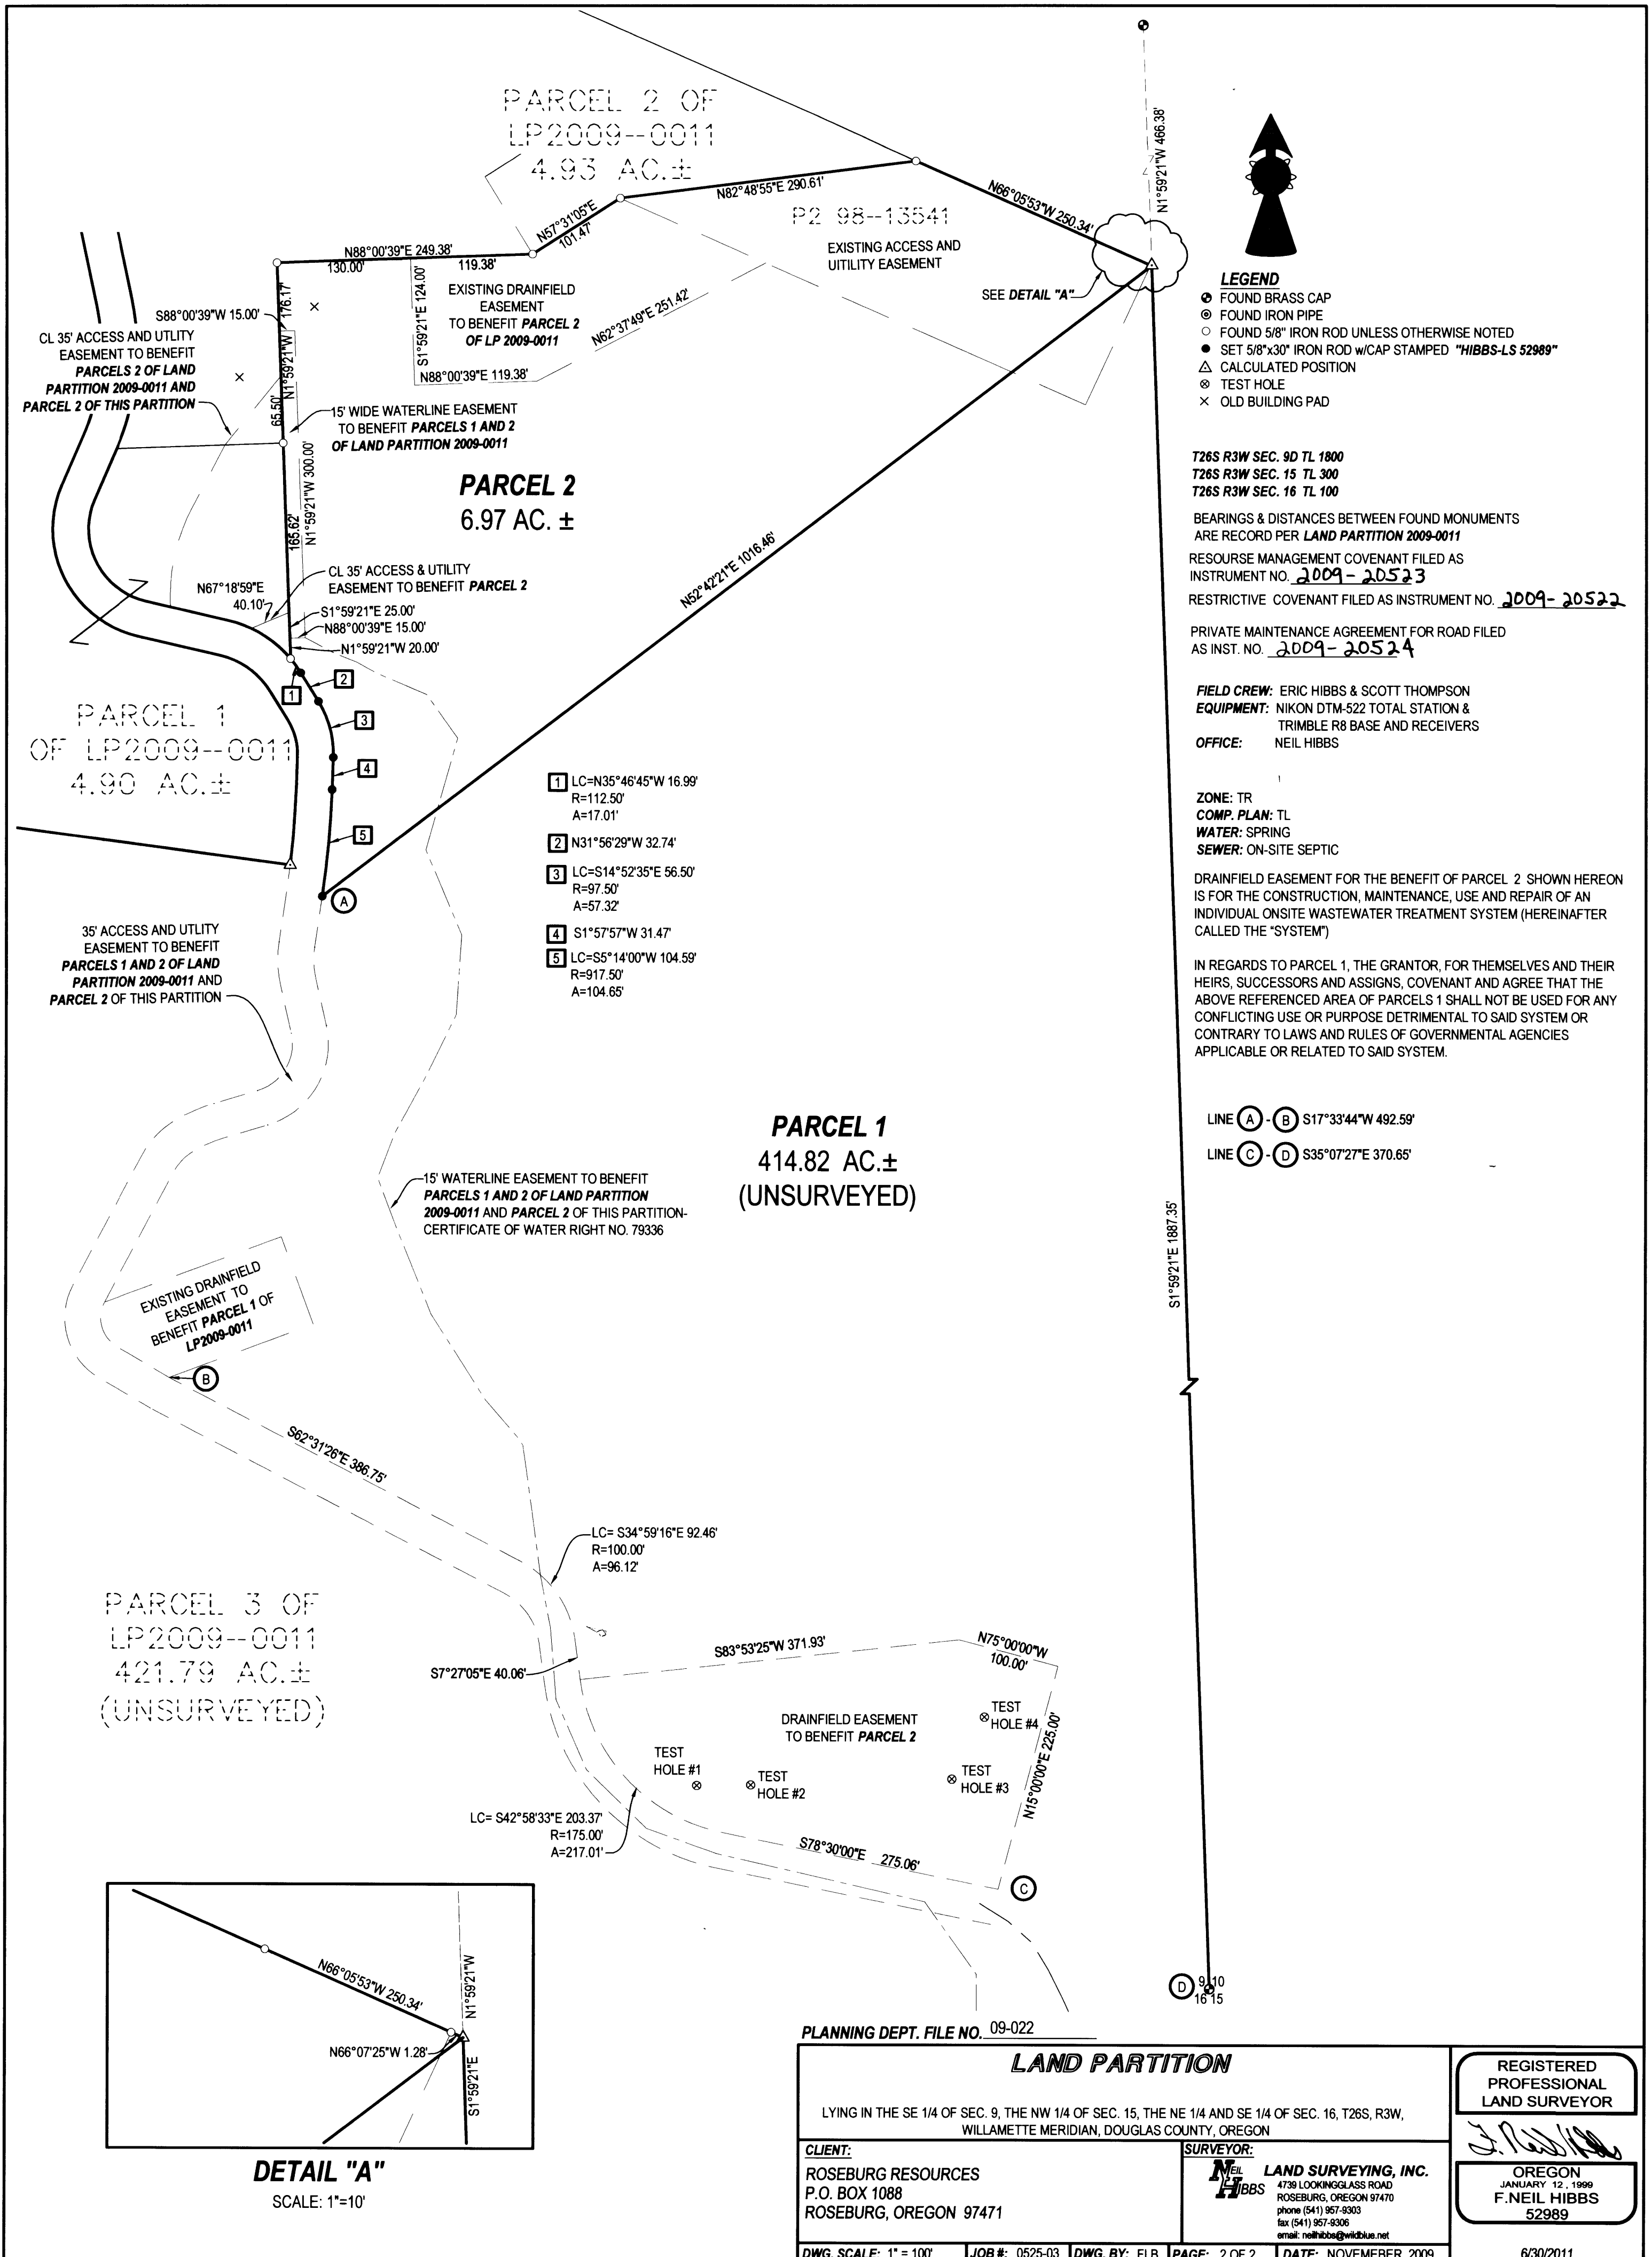 PARCEL 2 OF
LP2009--0011
4.93 AC.±
N1°59'21"W 466.38'
N82°48'55"E 290.61'
N66°05'53"W 250.34'
N57°31'05"E
101.47'
P2 98--13541
EXISTING ACCESS AND
UITILITY EASEMENT
N88°00'39"E 249.38'
130.00'
119.38'
SEE DETAIL "A"
S88°00'39"W 15.00'
176.17'
N1°59'21"W
65.50'
S1°59'21"E 124.00'
EXISTING DRAINFIELD
EASEMENT
TO BENEFIT PARCEL 2
OF LP 2009-0011
N62°37'49"E 251.42'
N88°00'39"E 119.38'
CL 35' ACCESS AND UTLITY
EASEMENT TO BENEFIT
PARCELS 2 OF LAND
PARTITION 2009-0011 AND
PARCEL 2 OF THIS PARTITION
15' WIDE WATERLINE EASEMENT
TO BENEFIT PARCELS 1 AND 2
OF LAND PARTITION 2009-0011
N1°59'21"W 300.00'
165.62'
PARCEL 2
6.97 AC. ±
N52°42'21"E 1016.46'
CL 35' ACCESS & UTILITY
EASEMENT TO BENEFIT PARCEL 2
N67°18'59"E
40.10'
S1°59'21"E 25.00'
N88°00'39"E 15.00'
N1°59'21"W 20.00'
1
2
3
4
5
A
PARCEL 1
OF LP2009--0011
4.90 AC.±
1 LC=N35°46'45"W 16.99'
R=112.50'
A=17.01'
2 N31°56'29"W 32.74'
3 LC=S14°52'35"E 56.50'
R=97.50'
A=57.32'
4 S1°57'57"W 31.47'
5 LC=S5°14'00"W 104.59'
R=917.50'
A=104.65'
LEGEND
FOUND BRASS CAP
FOUND IRON PIPE
FOUND 5/8" IRON ROD UNLESS OTHERWISE NOTED
SET 5/8"x30" IRON ROD w/CAP STAMPED "HIBBS-LS 52989"
CALCULATED POSITION
TEST HOLE
OLD BUILDING PAD
T26S R3W SEC. 9D TL 1800
T26S R3W SEC. 15 TL 300
T26S R3W SEC. 16 TL 100
BEARINGS & DISTANCES BETWEEN FOUND MONUMENTS
ARE RECORD PER LAND PARTITION 2009-0011
RESOURSE MANAGEMENT COVENANT FILED AS
INSTRUMENT NO. 2009-20523
RESTRICTIVE COVENANT FILED AS INSTRUMENT NO. 2009-20522
PRIVATE MAINTENANCE AGREEMENT FOR ROAD FILED
AS INST. NO. 2009-20524
FIELD CREW: ERIC HIBBS & SCOTT THOMPSON
EQUIPMENT: NIKON DTM-522 TOTAL STATION &
TRIMBLE R8 BASE AND RECEIVERS
OFFICE: NEIL HIBBS
ZONE: TR
COMP. PLAN: TL
WATER: SPRING
SEWER: ON-SITE SEPTIC
DRAINFIELD EASEMENT FOR THE BENEFIT OF PARCEL 2 SHOWN HEREON
IS FOR THE CONSTRUCTION, MAINTENANCE, USE AND REPAIR OF AN
INDIVIDUAL ONSITE WASTEWATER TREATMENT SYSTEM (HEREINAFTER
CALLED THE "SYSTEM")
IN REGARDS TO PARCEL 1, THE GRANTOR, FOR THEMSELVES AND THEIR
HEIRS, SUCCESSORS AND ASSIGNS, COVENANT AND AGREE THAT THE
ABOVE REFERENCED AREA OF PARCELS 1 SHALL NOT BE USED FOR ANY
CONFLICTING USE OR PURPOSE DETRIMENTAL TO SAID SYSTEM OR
CONTRARY TO LAWS AND RULES OF GOVERNMENTAL AGENCIES
APPLICABLE OR RELATED TO SAID SYSTEM.
LINE A - B S17°33'44"W 492.59'
LINE C - D S35°07'27"E 370.65'
35' ACCESS AND UTLITY
EASEMENT TO BENEFIT
PARCELS 1 AND 2 OF LAND
PARTITION 2009-0011 AND
PARCEL 2 OF THIS PARTITION
PARCEL 1
414.82 AC.±
(UNSURVEYED)
15' WATERLINE EASEMENT TO BENEFIT
PARCELS 1 AND 2 OF LAND PARTITION
2009-0011 AND PARCEL 2 OF THIS PARTITION-
CERTIFICATE OF WATER RIGHT NO. 79336
S1°59'21"E 1887.35'
EXISTING DRAINFIELD
EASEMENT TO
BENEFIT PARCEL 1 OF
LP2009-0011
B
S62°31'26"E 386.75'
LC= S34°59'16"E 92.46'
R=100.00'
A=96.12'
PARCEL 3 OF
LP2009--0011
421.79 AC.±
(UNSURVEYED)
S7°27'05"E 40.06'
S83°53'25"W 371.93'
N75°00'00"W
100.00'
DRAINFIELD EASEMENT
TO BENEFIT PARCEL 2
TEST
HOLE #4
TEST
HOLE #1
TEST
HOLE #2
TEST
HOLE #3
N15°00'00"E 225.00'
LC= S42°58'33"E 203.37'
R=175.00'
A=217.01'
S78°30'00"E 275.06'
C
D
9 10
16 15
N66°05'53"W 250.34'
N1°59'21"W
N66°07'25"W 1.28'
S1°59'21"E
DETAIL "A"
SCALE: 1"=10'
PLANNING DEPT. FILE NO. 09-022
LAND PARTITION
LYING IN THE SE 1/4 OF SEC. 9, THE NW 1/4 OF SEC. 15, THE NE 1/4 AND SE 1/4 OF SEC. 16, T26S, R3W,
WILLAMETTE MERIDIAN, DOUGLAS COUNTY, OREGON
CLIENT:
ROSEBURG RESOURCES
P.O. BOX 1088
ROSEBURG, OREGON 97471
SURVEYOR:
NEIL HIBBS LAND SURVEYING, INC.
4739 LOOKINGGLASS ROAD
ROSEBURG, OREGON 97470
phone (541) 957-9303
fax (541) 957-9306
email: neilhibbs@wildblue.net
REGISTERED
PROFESSIONAL
LAND SURVEYOR
OREGON
JANUARY 12, 1999
F.NEIL HIBBS
52989
DWG. SCALE: 1" = 100' JOB #: 0525-03 DWG. BY: ELB PAGE: 2 OF 2 DATE: NOVEMEBER, 2009 6/30/2011